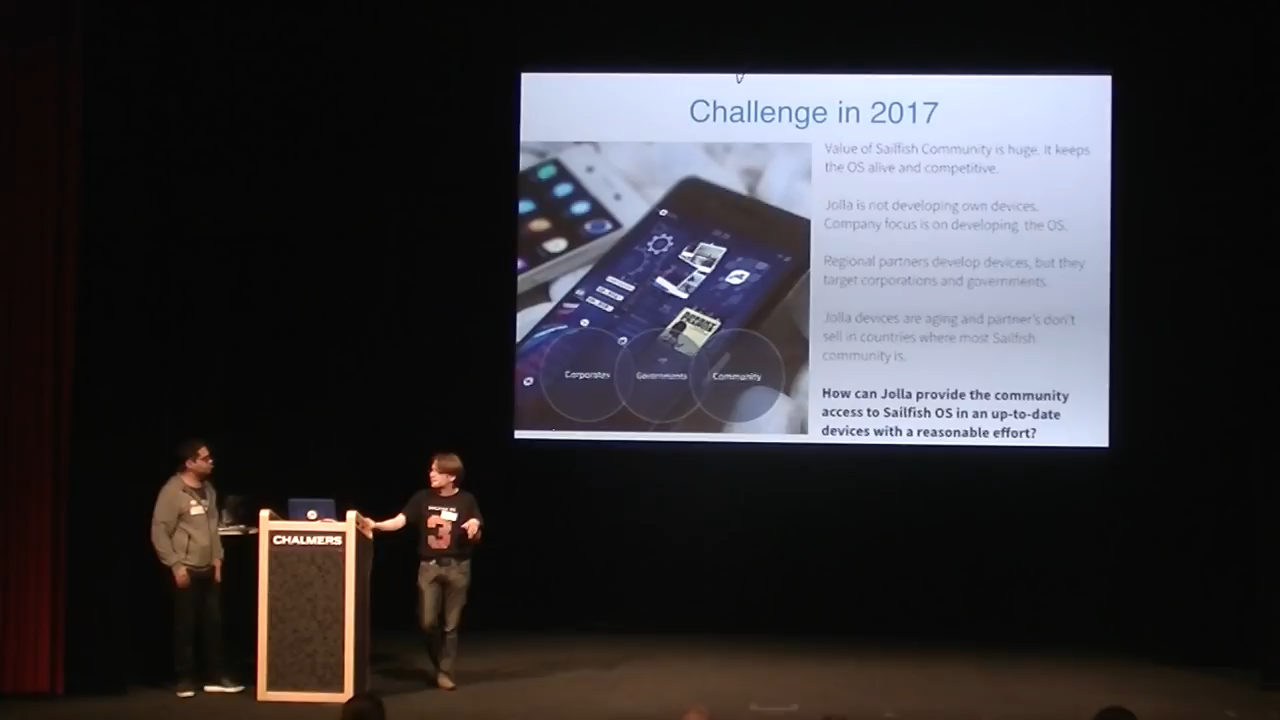 Challenge in 2017
Value of Sailfish Community is huge. It keeps
the OS alive and competitive.
Jolla is not developing own devices.
Company focus is on developing the OS.
Regional partners develop devices, but they
target corporations and governments.
Jolla devices are aging and partner's don't
sell in countries where most Sailfish
community is.
How can Jolla provide the community
access to Sailfish OS in an up-to-date
devices with a reasonable effort?
Corporates
Governments
Community
CHALMERS
3